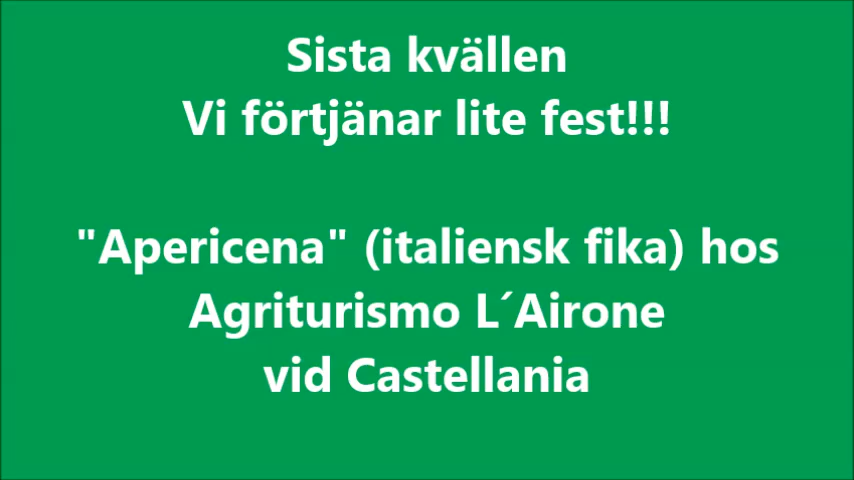 Sista kvällen
Vi förtjänar lite fest!!!
"Apericena" (italiensk fika) hos
Agriturismo L´Airone
vid Castellania